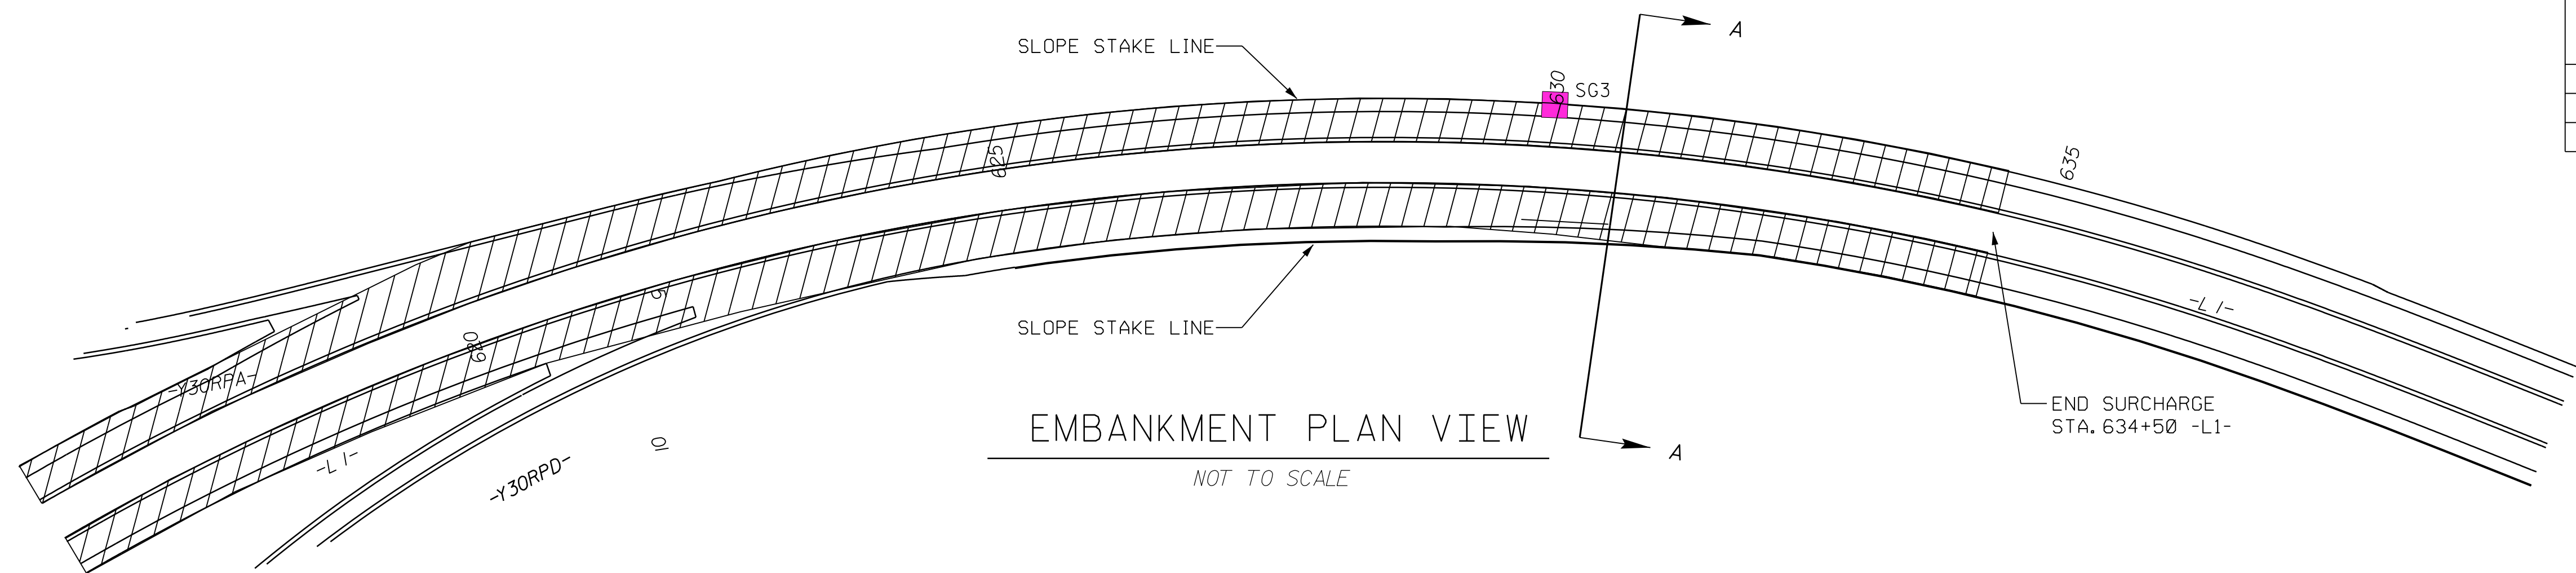 A
SLOPE STAKE LINE
630
SG3
625
635
-L1-
SLOPE STAKE LINE
5
620
-Y30RPA-
END SURCHARGE
STA. 634+50 -L1-
EMBANKMENT PLAN VIEW
NOT TO SCALE
A
10
-L1-
-Y30RPD-